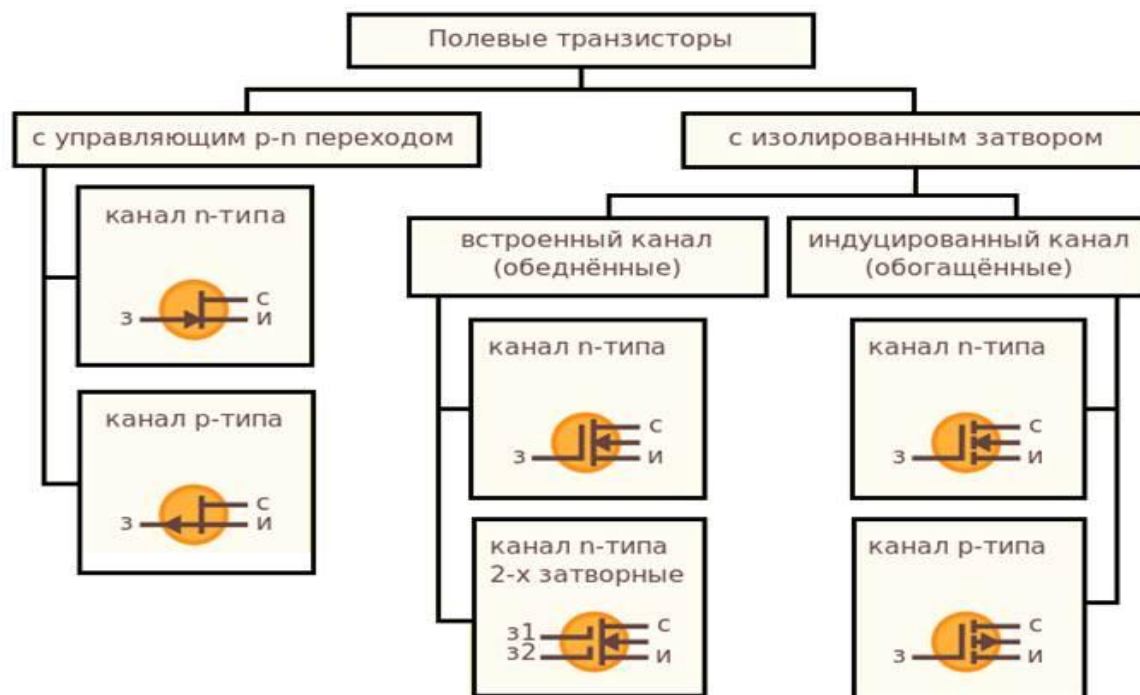 Полевые транзисторы
с управляющим p-n переходом
с изолированным затвором
канал n-типа
с
з
и
канал p-типа
с
з
и
встроенный канал
(обеднённые)
индуцированный канал
(обогащённые)
канал n-типа
с
з
и
канал n-типа
2-х затворные
с
з1
з2
и
канал n-типа
с
з
и
канал p-типа
с
з
и